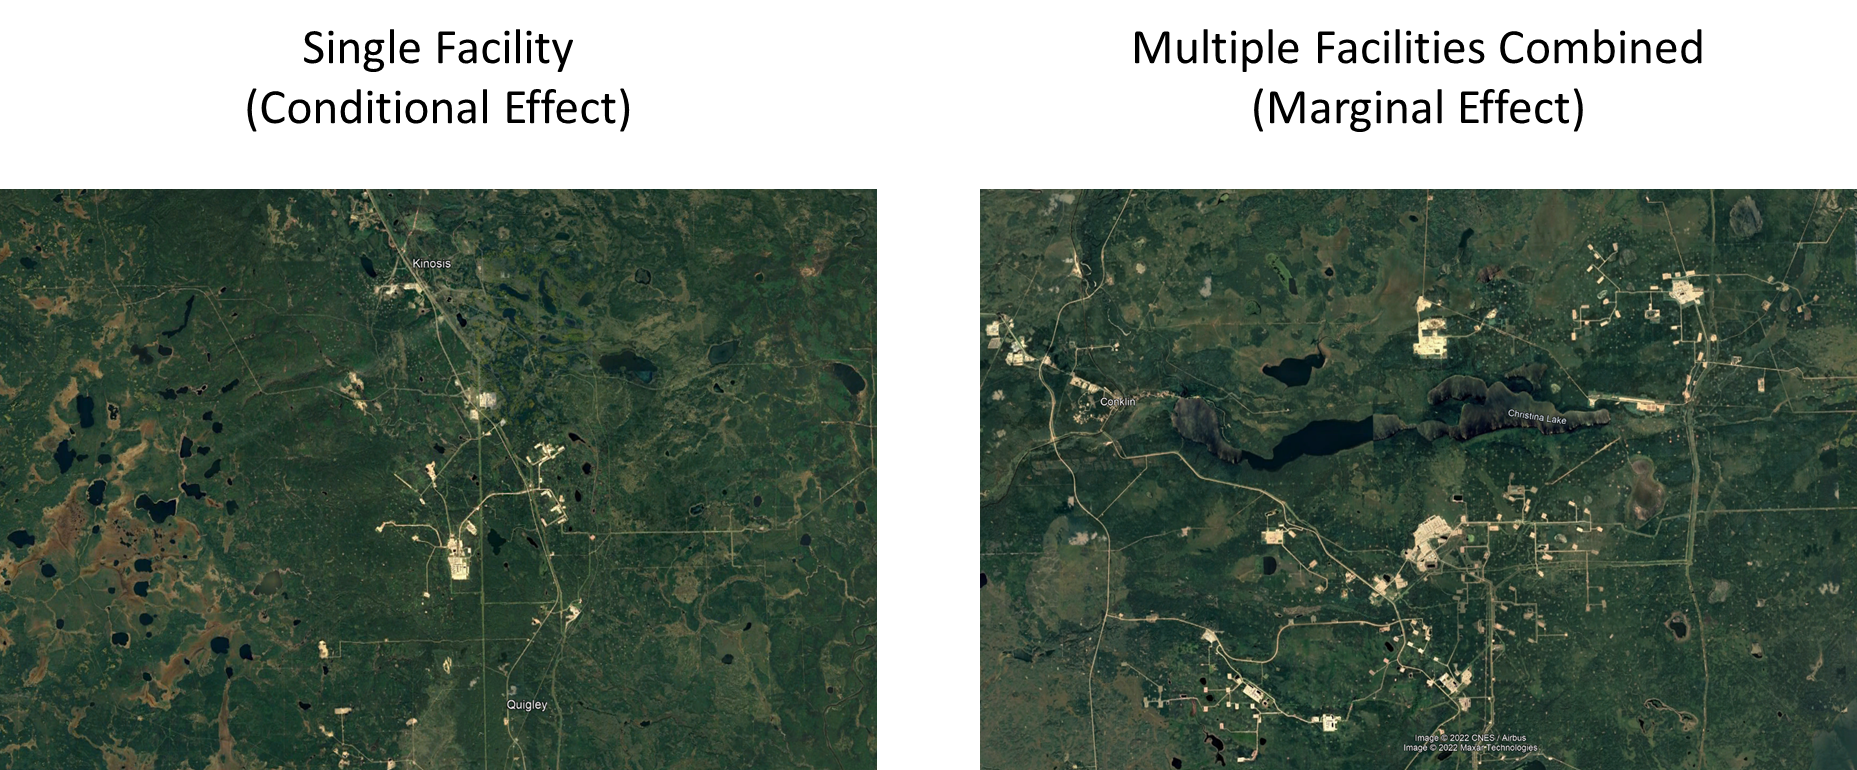 Single Facility
(Conditional Effect)
Multiple Facilities Combined
(Marginal Effect)
Kinosis
Quigley
Conklin
Christina Lake
Image © 2022 CNES / Airbus
Image © 2022 Maxar Technologies